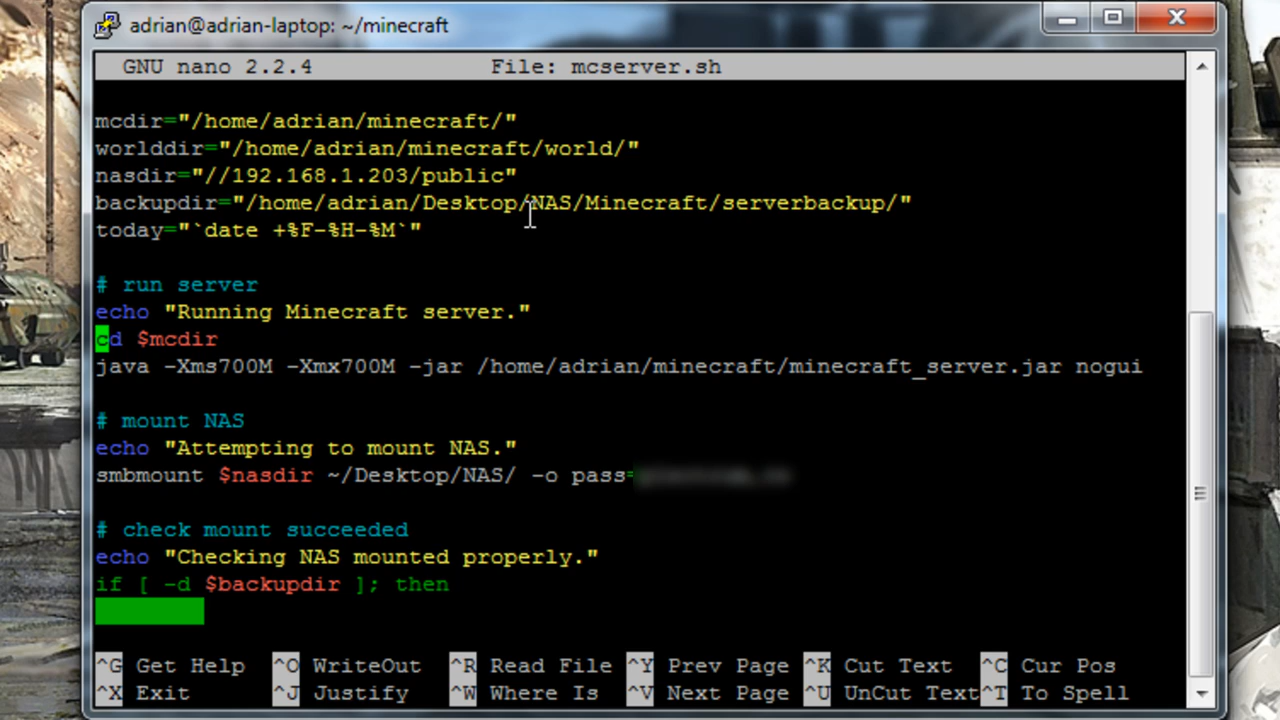 adrian@adrian-laptop: ~/minecraft
GNU nano 2.2.4 File: mcserver.sh
mcdir="/home/adrian/minecraft/"
worlddir="/home/adrian/minecraft/world/"
nasdir="//192.168.1.203/public"
backupdir="/home/adrian/Desktop/NAS/Minecraft/serverbackup/"
today="`date +%F-%H-%M`"
# run server
echo "Running Minecraft server."
cd $mcdir
java -Xms700M -Xmx700M -jar /home/adrian/minecraft/minecraft_server.jar nogui
# mount NAS
echo "Attempting to mount NAS."
smbmount $nasdir ~/Desktop/NAS/ -o pass=
# check mount succeeded
echo "Checking NAS mounted properly."
if [ -d $backupdir ]; then
^G Get Help ^O WriteOut ^R Read File ^Y Prev Page ^K Cut Text ^C Cur Pos
^X Exit ^J Justify ^W Where Is ^V Next Page ^U UnCut Text ^T To Spell